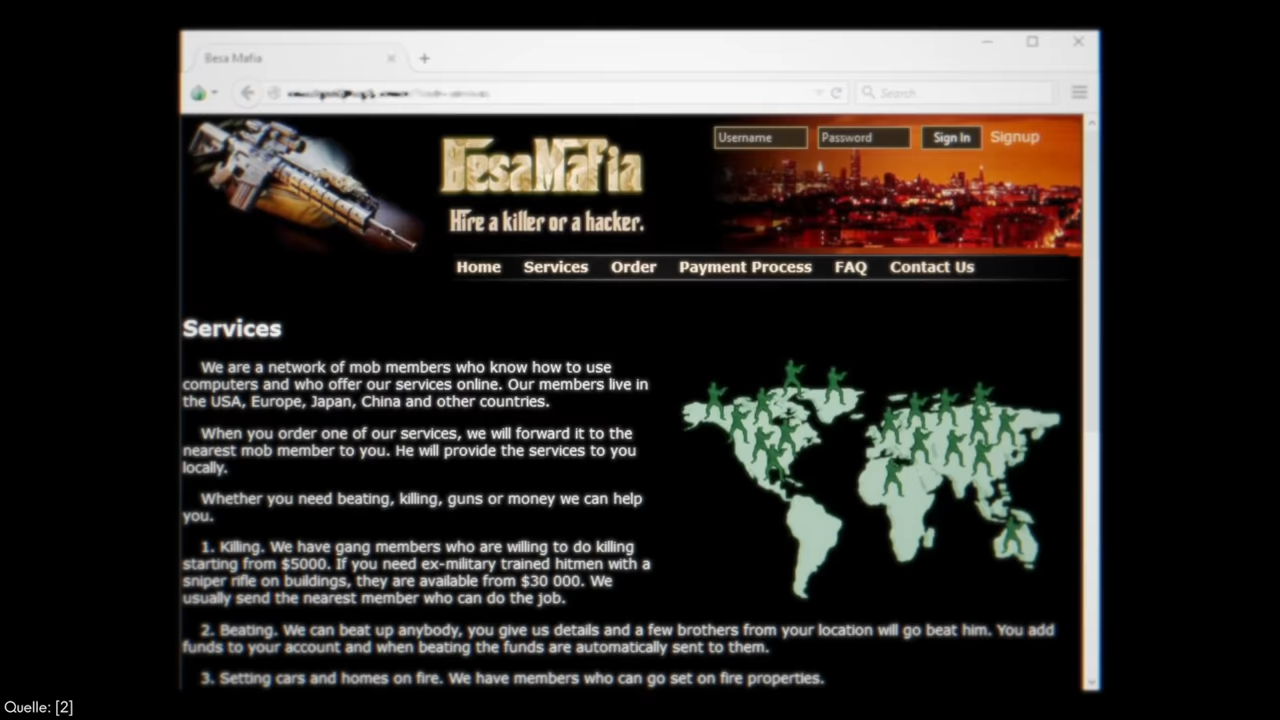 Besa Mafia
Search
BesaMafia
Hire a killer or a hacker.
Username Password Sign In Signup
Home Services Order Payment Process FAQ Contact Us
Services
We are a network of mob members who know how to use
computers and who offer our services online. Our members live in
the USA, Europe, Japan, China and other countries.
When you order one of our services, we will forward it to the
nearest mob member to you. He will provide the services to you
locally.
Whether you need beating, killing, guns or money we can help
you.
1. Killing. We have gang members who are willing to do killing
starting from $5000. If you need ex-military trained hitmen with a
sniper rifle on buildings, they are available from $30 000. We
usually send the nearest member who can do the job.
2. Beating. We can beat up anybody, you give us details and a few brothers from your location will go beat him. You add
funds to your account and when beating the funds are automatically sent to them.
3. Setting cars and homes on fire. We have members who can go set on fire properties.
Quelle: [2]